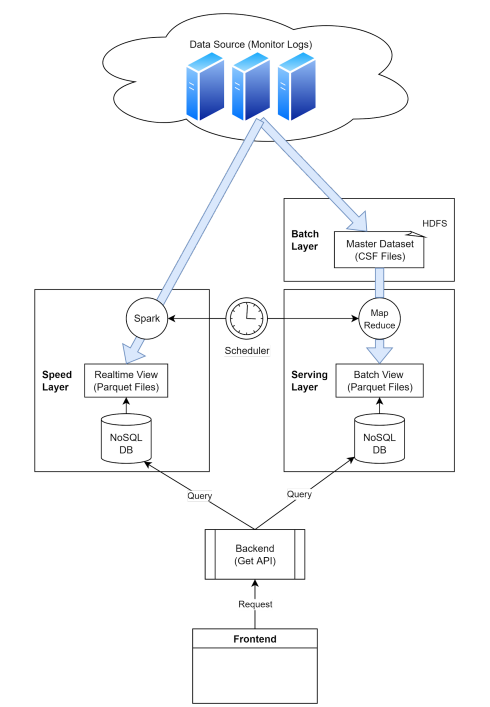 Data Source (Monitor Logs)
HDFS
Batch
Layer
Master Dataset
(CSF Files)
Spark
Scheduler
Map
Reduce
Speed
Layer
Realtime View
(Parquet Files)
NoSQL
DB
Serving
Layer
Batch View
(Parquet Files)
NoSQL
DB
Query
Query
Backend
(Get API)
Request
Frontend